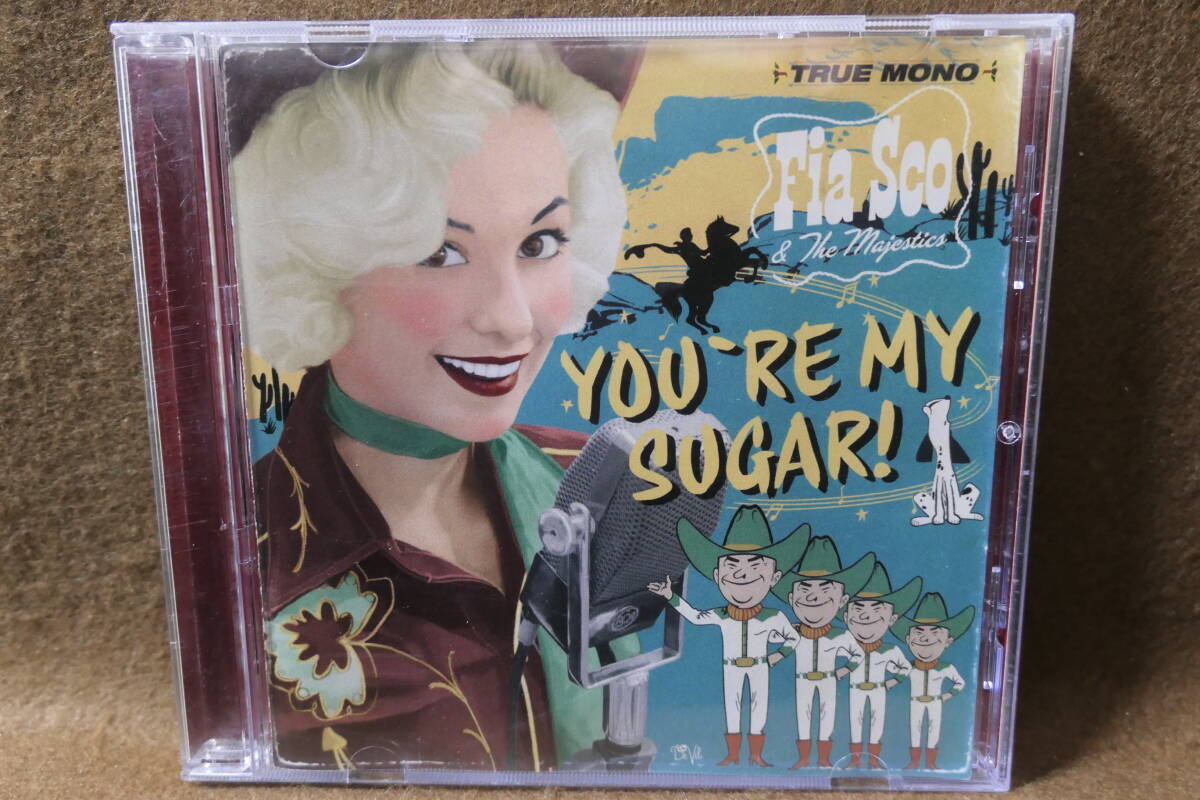 TRUE MONO
Fia Sco
& The Majestics
YOU`RE MY
SUGAR!